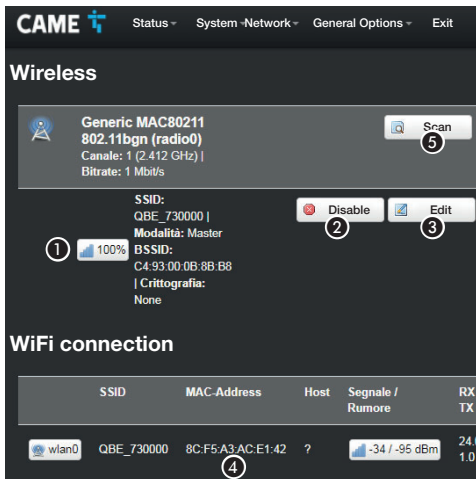 CAME Status System Network General Options Exit
Wireless
Generic MAC80211
802.11bgn (radio0)
Canale: 1 (2.412 GHz) |
Bitrate: 1 Mbit/s
Scan
5
SSID:
QBE_730000 |
Modalità: Master
BSSID:
C4:93:00:0B:8B:B8
| Crittografia:
None
1 100%
Disable
2
Edit
3
WiFi connection
SSID MAC-Address Host Segnale / RX
Rumore TX
wlan0 QBE_730000 8C:F5:A3:AC:E1:42 ? -34 / -95 dBm 24.
1.0
4